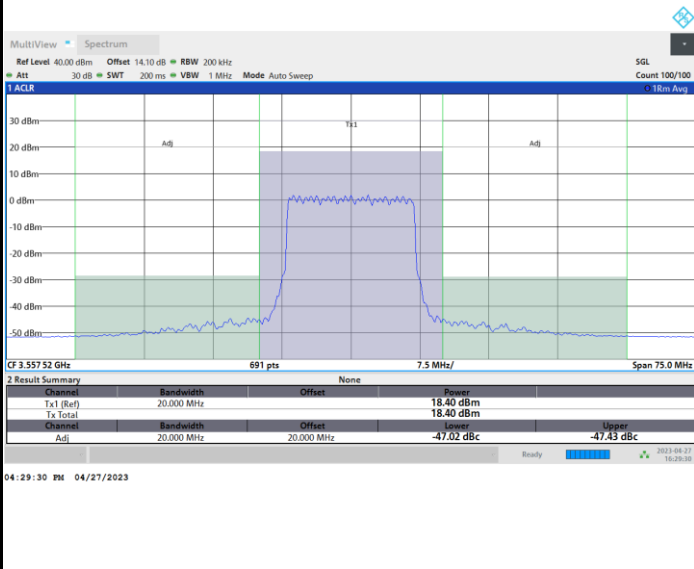 MultiView Spectrum
Ref Level 40.00 dBm Offset 14.10 dB RBW 200 kHz SGL
Att 30 dB SWT 200 ms VBW 1 MHz Mode Auto Sweep Count 100/100
1 ACLR 1Rm Avg
30 dBm
Tx1
20 dBm Adj Adj
10 dBm
0 dBm
-10 dBm
-20 dBm
-30 dBm
-40 dBm
-50 dBm
CF 3.557 52 GHz 691 pts 7.5 MHz/ Span 75.0 MHz
2 Result Summary None
Channel Bandwidth Offset Power
Tx1 (Ref) 20.000 MHz 18.40 dBm
Tx Total 18.40 dBm
Channel Bandwidth Offset Lower Upper
Adj 20.000 MHz 20.000 MHz -47.02 dBc -47.43 dBc
Ready 2023-04-27
16:29:30
04:29:30 PM 04/27/2023